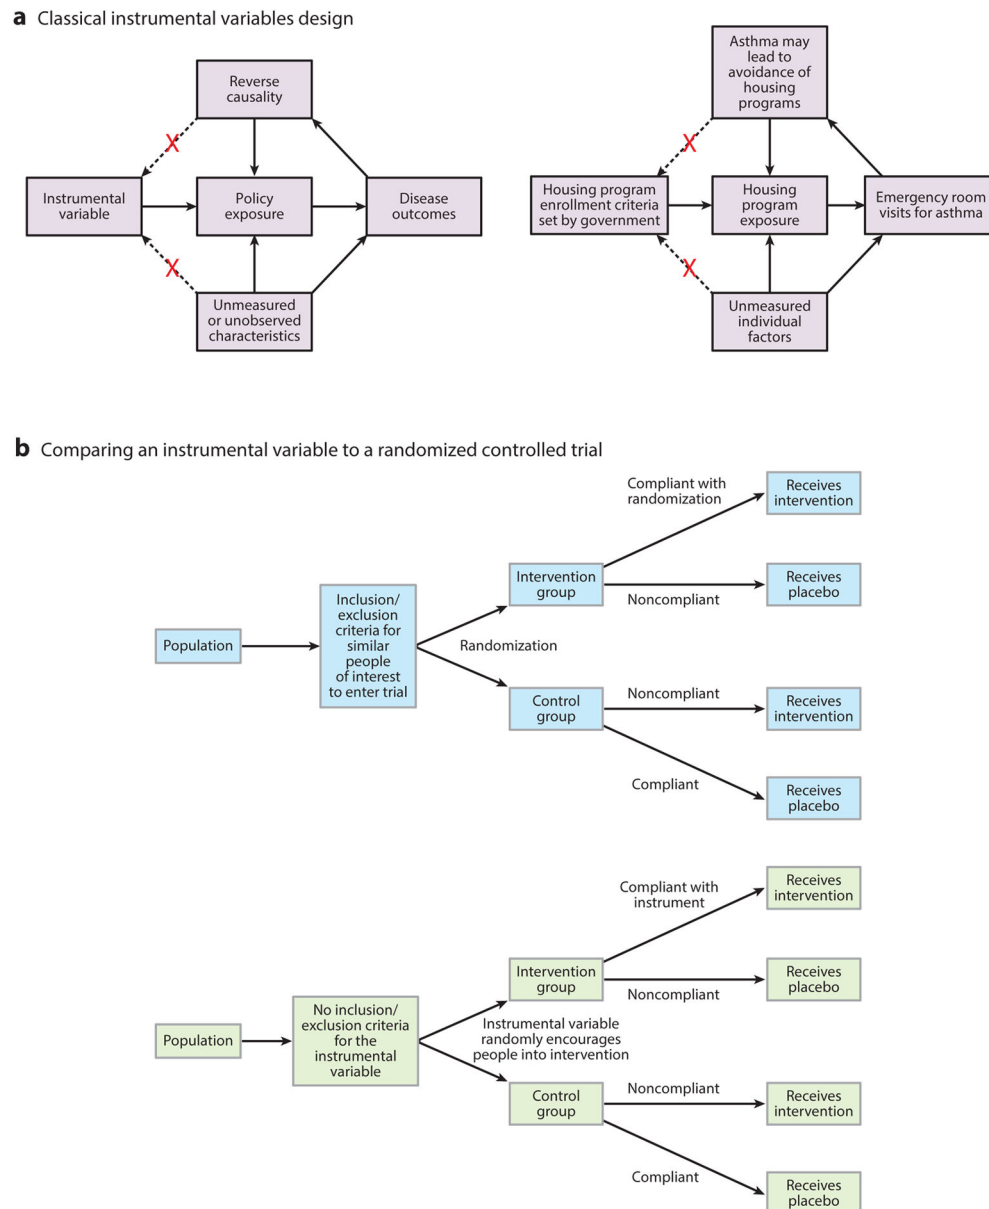 a Classical instrumental variables design
Reverse
causality
X
Instrumental
variable
Policy
exposure
Disease
outcomes
X
Unmeasured
or unobserved
characteristics
Asthma may
lead to
avoidance of
housing
programs
X
Housing program
enrollment criteria
set by government
Housing
program
exposure
Emergency room
visits for asthma
X
Unmeasured
individual
factors
b Comparing an instrumental variable to a randomized controlled trial
Population
Inclusion/
exclusion
criteria for
similar
people
of interest
to enter trial
Randomization
Intervention
group
Compliant with
randomization
Receives
intervention
Noncompliant
Receives
placebo
Control
group
Noncompliant
Receives
intervention
Compliant
Receives
placebo
Population
No inclusion/
exclusion criteria
for the
instrumental
variable
Instrumental variable
randomly encourages
people into intervention
Intervention
group
Compliant with
instrument
Receives
intervention
Noncompliant
Receives
placebo
Control
group
Noncompliant
Receives
intervention
Compliant
Receives
placebo